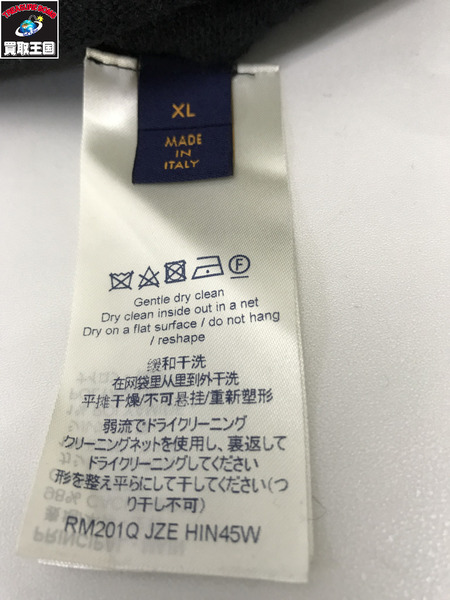 買取王国
XL
MADE
IN
ITALY
Gentle dry clean
Dry clean inside out in a net
Dry on a flat surface / do not hang
/ reshape
缓和干洗
在网袋里从里到外干洗
平摊干燥/不可悬挂/重新塑形
弱流でドライクリーニング
クリーニングネットを使用し、裏返して
ドライクリーニングしてください
形を整え平らにして干してください(つ
り干し不可)
RM201Q JZE HIN45W